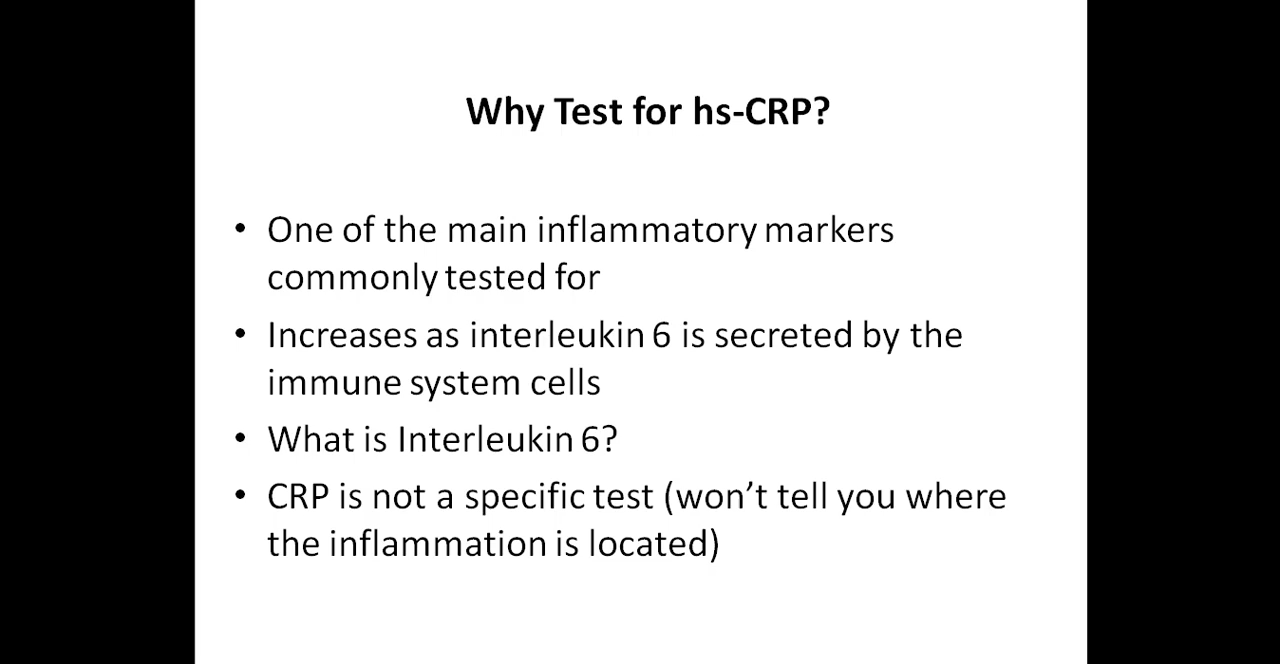 Why Test for hs-CRP?
• One of the main inflammatory markers
commonly tested for
• Increases as interleukin 6 is secreted by the
immune system cells
• What is Interleukin 6?
• CRP is not a specific test (won’t tell you where
the inflammation is located)